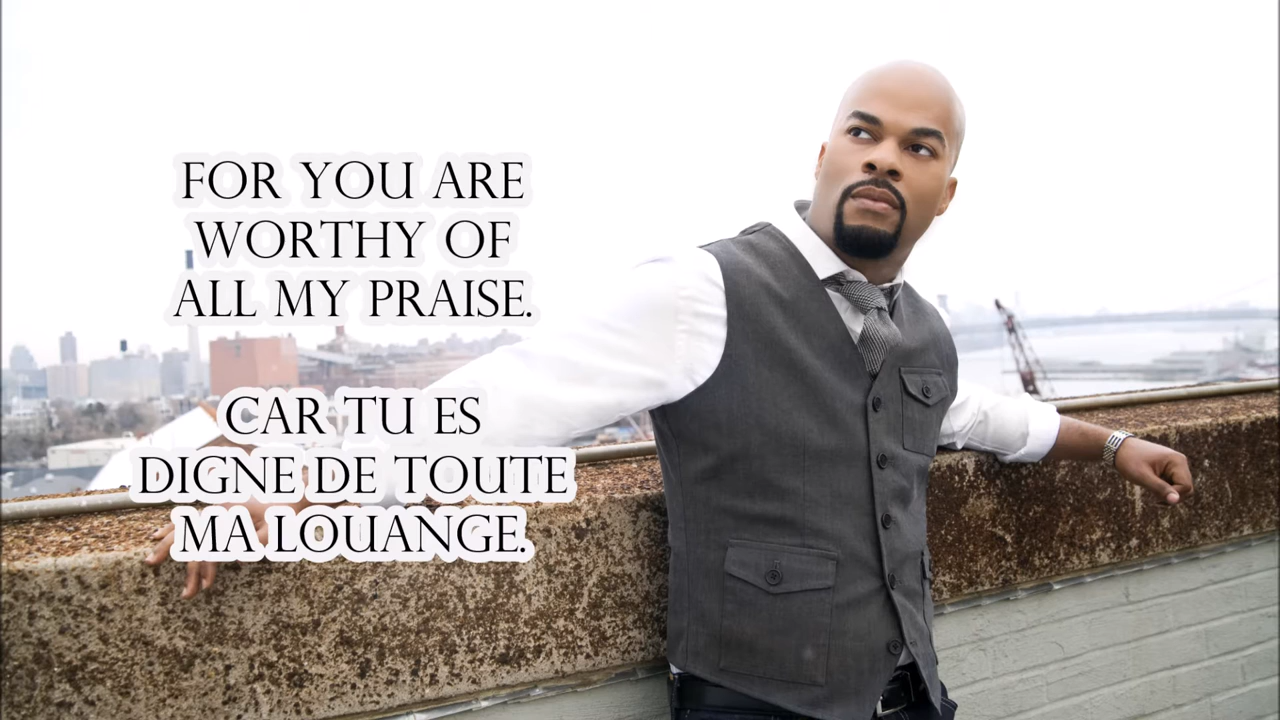 FOR YOU ARE
WORTHY OF
ALL MY PRAISE.
CAR TU ES
DIGNE DE TOUTE
MA LOUANGE.